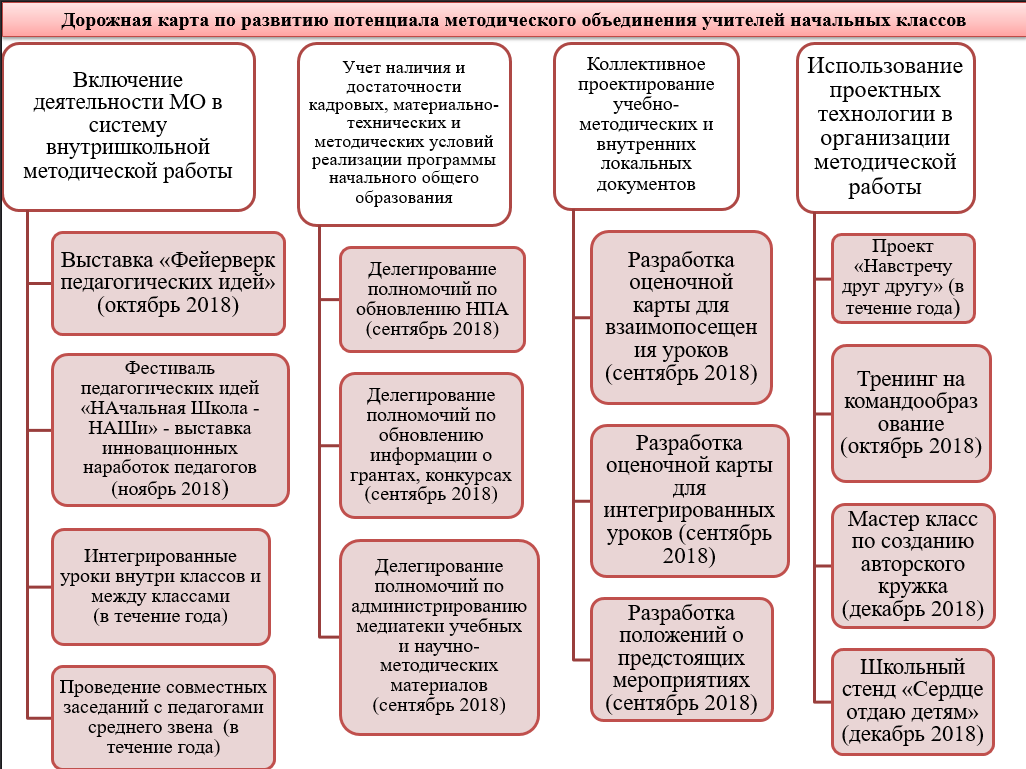 Дорожная карта по развитию потенциала методического объединения учителей начальных классов
Включение
деятельности МО в
систему
внутришкольной
методической работы
Выставка «Фейерверк
педагогических идей»
(октябрь 2018)
Фестиваль
педагогических идей
«НАчальная Школа -
НАШи» - выставка
инновационных
наработок педагогов
(ноябрь 2018)
Интегрированные
уроки внутри классов и
между классами
(в течение года)
Проведение совместных
заседаний с педагогами
среднего звена (в
течение года)
Учет наличия и
достаточности
кадровых, материально-
технических и
методических условий
реализации программы
начального общего
образования
Делегирование
полномочий по
обновлению НПА
(сентябрь 2018)
Делегирование
полномочий по
обновлению
информации о
грантах, конкурсах
(сентябрь 2018)
Делегирование
полномочий по
администрированию
медиатеки учебных
и научно-
методических
материалов
(сентябрь 2018)
Коллективное
проектирование
учебно-
методических и
внутренних
локальных
документов
Разработка
оценочной
карты для
взаимопосещен
ия уроков
(сентябрь 2018)
Разработка
оценочной карты
для
интегрированных
уроков (сентябрь
2018)
Разработка
положений о
предстоящих
мероприятиях
(сентябрь 2018)
Использование
проектных
технологии в
организации
методической
работы
Проект
«Навстречу
друг другу» (в
течение года)
Тренинг на
командообраз
ование
(октябрь 2018)
Мастер класс
по созданию
авторского
кружка
(декабрь 2018)
Школьный
стенд «Сердце
отдаю детям»
(декабрь 2018)